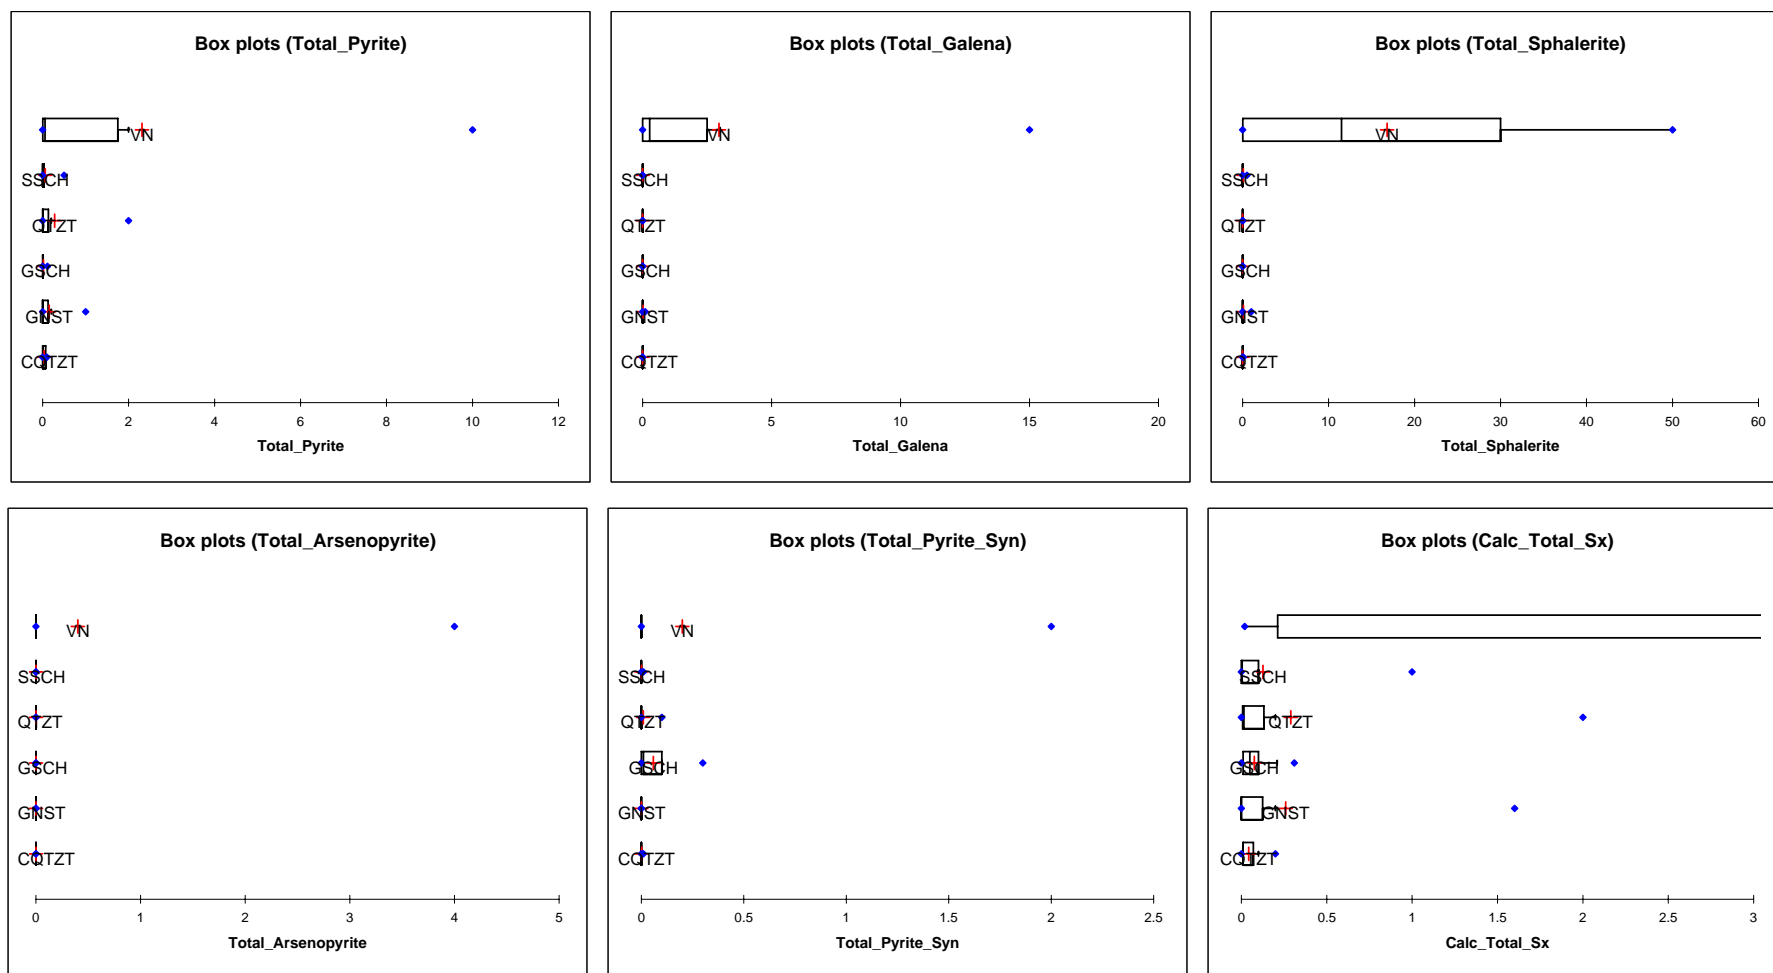 Box plots (Total_Pyrite)
VN
SSCH
QTZT
GSCH
GNST
CQTZT
0 2 4 6 8 10 12
Total_Pyrite
Box plots (Total_Galena)
VN
SSCH
QTZT
GSCH
GNST
CQTZT
0 5 10 15 20
Total_Galena
Box plots (Total_Sphalerite)
VN
SSCH
QTZT
GSCH
GNST
CQTZT
0 10 20 30 40 50 60
Total_Sphalerite
Box plots (Total_Arsenopyrite)
VN
SSCH
QTZT
GSCH
GNST
CQTZT
0 1 2 3 4 5
Total_Arsenopyrite
Box plots (Total_Pyrite_Syn)
VN
SSCH
QTZT
GSCH
GNST
CQTZT
0 0.5 1 1.5 2 2.5
Total_Pyrite_Syn
Box plots (Calc_Total_Sx)
SSCH
QTZT
GSCH
GNST
CQTZT
0 0.5 1 1.5 2 2.5 3
Calc_Total_Sx